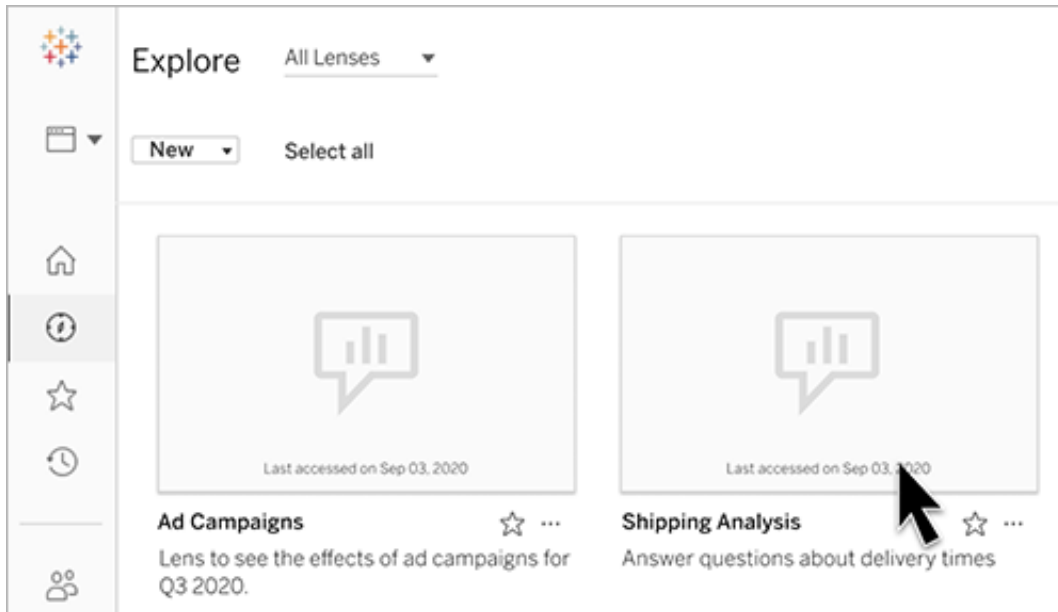 Explore
All Lenses
New
Select all
Last accessed on Sep 03, 2020
Last accessed on Sep 03, 2020
Ad Campaigns
...
Shipping Analysis
...
Lens to see the effects of ad campaigns for
Q3 2020.
Answer questions about delivery times